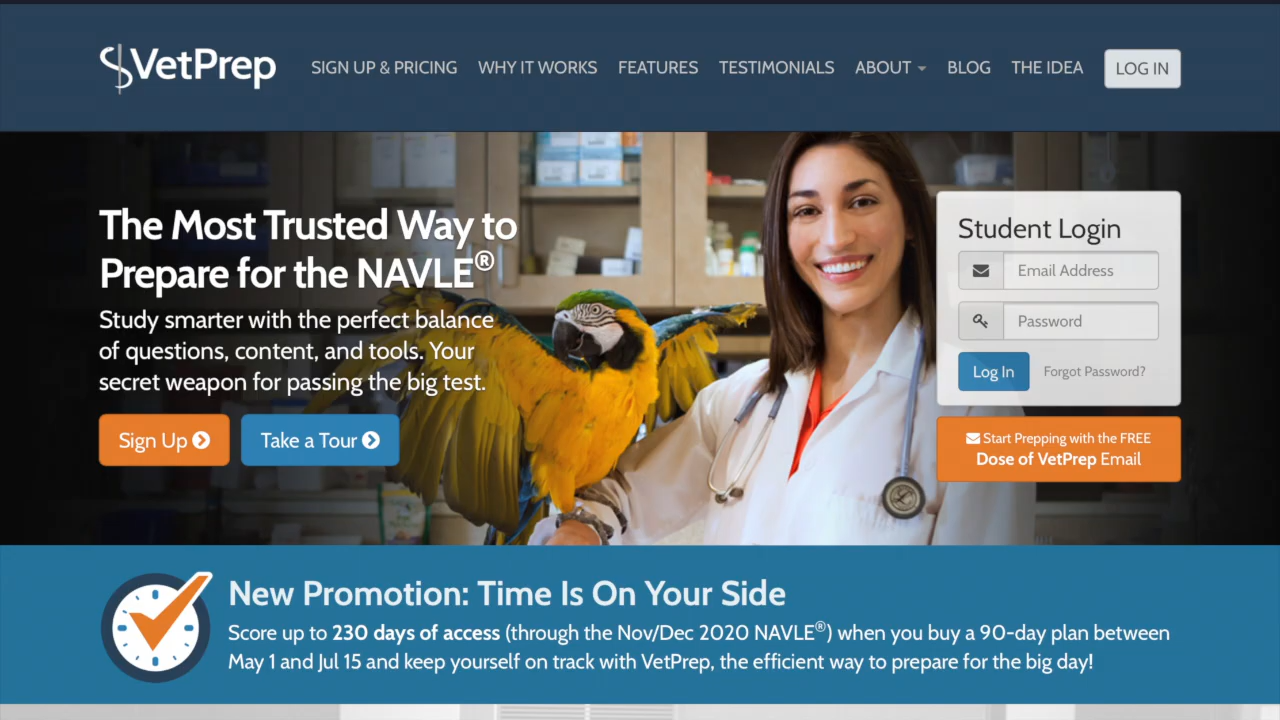 VetPrep
SIGN UP & PRICING
WHY IT WORKS
FEATURES
TESTIMONIALS
ABOUT
BLOG
THE IDEA
LOG IN
The Most Trusted Way to
Prepare for the NAVLE®
Study smarter with the perfect balance
of questions, content, and tools. Your
secret weapon for passing the big test.
Sign Up
Take a Tour
Student Login
Email Address
Password
Log In
Forgot Password?
Start Prepping with the FREE
Dose of VetPrep Email
New Promotion: Time Is On Your Side
Score up to 230 days of access (through the Nov/Dec 2020 NAVLE®) when you buy a 90-day plan between
May 1 and Jul 15 and keep yourself on track with VetPrep, the efficient way to prepare for the big day!